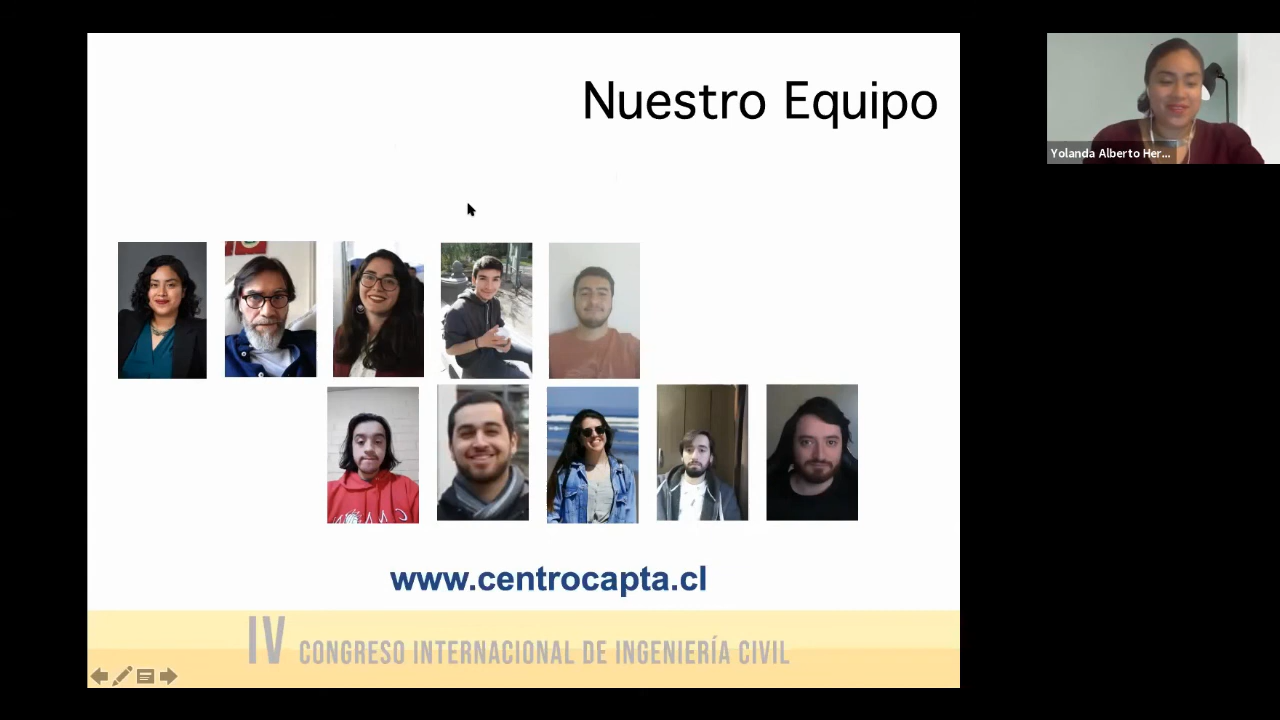 Nuestro Equipo
Yolanda Alberto Her...
www.centrocapta.cl
IV CONGRESO INTERNACIONAL DE INGENIERÍA CIVIL